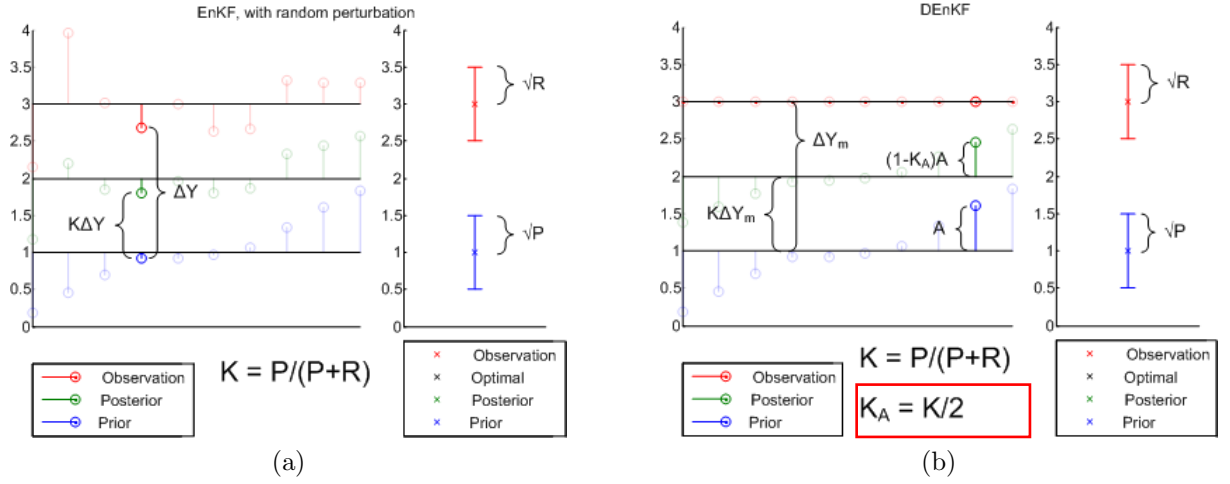 EnKF, with random perturbation
4
3.5
3
2.5
2
1.5
1
0.5
0
ΔY
KΔY
4
3.5
3
2.5
2
1.5
1
0.5
0
√R
√P
Observation
Posterior
Prior
K = P/(P+R)
Observation
Optimal
Posterior
Prior
(a)
DEnKF
4
3.5
3
2.5
2
1.5
1
0.5
0
ΔYm
(1-KA)A
KΔYm
A
4
3.5
3
2.5
2
1.5
1
0.5
0
√R
√P
Observation
Posterior
Prior
K = P/(P+R)
KA = K/2
Observation
Optimal
Posterior
Prior
(b)